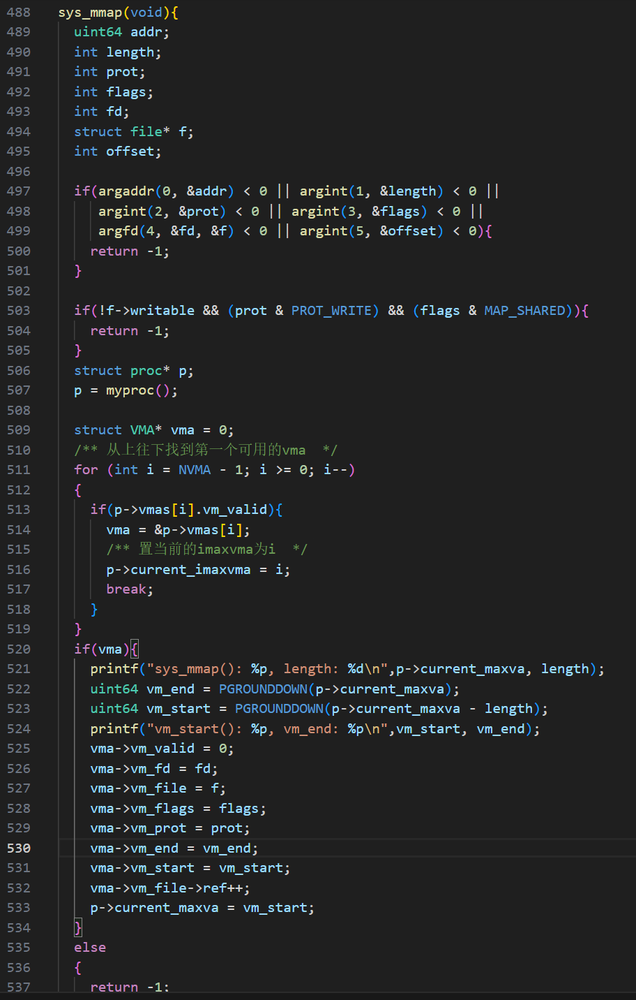 488 sys_mmap(void){
489 uint64 addr;
490 int length;
491 int prot;
492 int flags;
493 int fd;
494 struct file* f;
495 int offset;
496
497 if(argaddr(0, &addr) < 0 || argint(1, &length) < 0 ||
498 argint(2, &prot) < 0 || argint(3, &flags) < 0 ||
499 argfd(4, &fd, &f) < 0 || argint(5, &offset) < 0){
500 return -1;
501 }
502
503 if(!f->writable && (prot & PROT_WRITE) && (flags & MAP_SHARED)){
504 return -1;
505 }
506 struct proc* p;
507 p = myproc();
508
509 struct VMA* vma = 0;
510 /** 从上往下找到第一个可用的vma */
511 for (int i = NVMA - 1; i >= 0; i--)
512 {
513 if(p->vmas[i].vm_valid){
514 vma = &p->vmas[i];
515 /** 置当前的imaxvma为i */
516 p->current_imaxvma = i;
517 break;
518 }
519 }
520 if(vma){
521 printf("sys_mmap(): %p, length: %d\n",p->current_maxva, length);
522 uint64 vm_end = PGROUNDDOWN(p->current_maxva);
523 uint64 vm_start = PGROUNDDOWN(p->current_maxva - length);
524 printf("vm_start(): %p, vm_end: %p\n",vm_start, vm_end);
525 vma->vm_valid = 0;
526 vma->vm_fd = fd;
527 vma->vm_file = f;
528 vma->vm_flags = flags;
529 vma->vm_prot = prot;
530 vma->vm_end = vm_end;
531 vma->vm_start = vm_start;
532 vma->vm_file->ref++;
533 p->current_maxva = vm_start;
534 }
535 else
536 {
537 return -1;